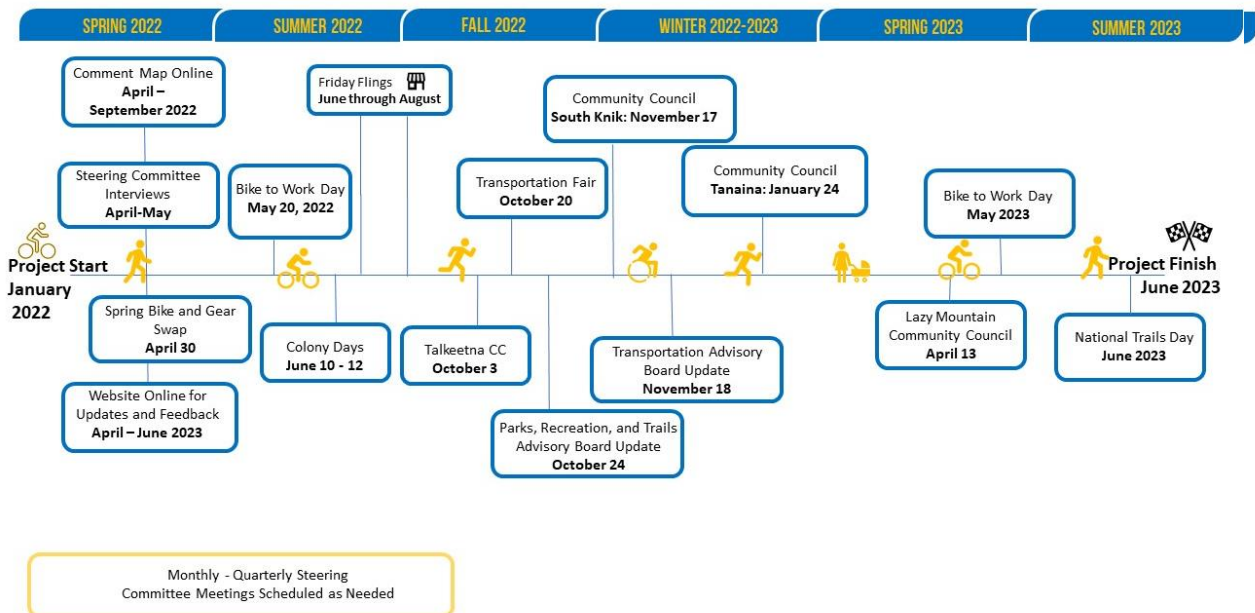 SPRING 2022
SUMMER 2022
FALL 2022
WINTER 2022-2023
SPRING 2023
SUMMER 2023
Comment Map Online
April –
September 2022
Friday Flings
June through August
Community Council
South Knik: November 17
Steering Committee
Interviews
April-May
Bike to Work Day
May 20, 2022
Transportation Fair
October 20
Community Council
Tanaina: January 24
Bike to Work Day
May 2023
Project Start
January
2022
Project Finish
June 2023
Spring Bike and Gear
Swap
April 30
Colony Days
June 10 - 12
Talkeetna CC
October 3
Transportation Advisory
Board Update
November 18
Lazy Mountain
Community Council
April 13
National Trails Day
June 2023
Website Online for
Updates and Feedback
April – June 2023
Parks, Recreation, and Trails
Advisory Board Update
October 24
Monthly - Quarterly Steering
Committee Meetings Scheduled as Needed